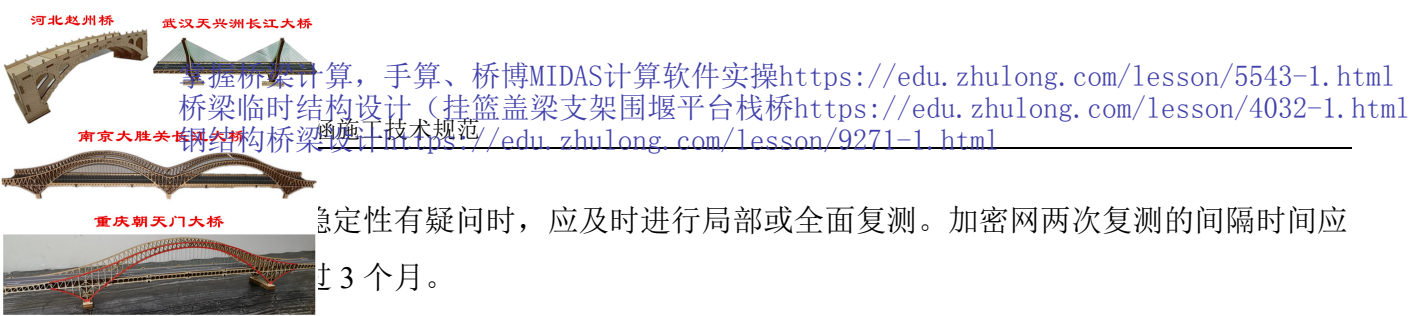 河北赵州桥
武汉天兴洲长江大桥
掌握桥梁计算，手算、桥博MIDAS计算软件实操https://edu.zhulong.com/lesson/5543-1.html
桥梁临时结构设计（挂篮盖梁支架围堰平台栈桥https://edu.zhulong.com/lesson/4032-1.html
涵施工技术规范
南京大胜关长江大桥
钢结构桥梁设计https://edu.zhulong.com/lesson/9271-1.html
重庆朝天门大桥
稳定性有疑问时，应及时进行局部或全面复测。加密网两次复测的间隔时间应
过 3 个月。